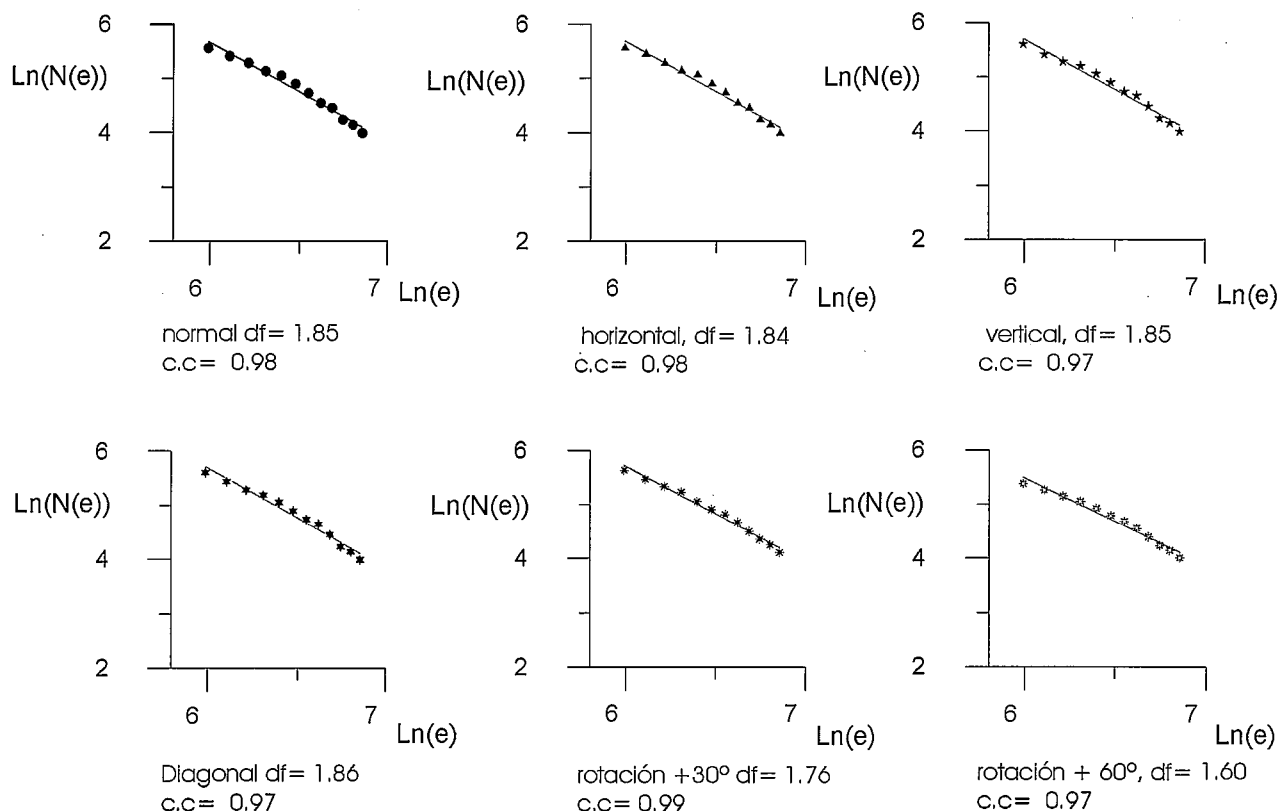 6
Ln(N(e))
4
2
6
7
Ln(e)
normal df= 1.85
c.c= 0.98
6
Ln(N(e))
4
2
6
7
Ln(e)
horizontal, df= 1.84
c.c= 0.98
6
Ln(N(e))
4
2
6
7
Ln(e)
vertical, df= 1.85
c.c= 0.97
6
Ln(N(e))
4
2
6
7
Ln(e)
Diagonal df= 1.86
c.c= 0.97
6
Ln(N(e))
4
2
6
7
Ln(e)
rotación +30º df= 1.76
c.c= 0.99
6
Ln(N(e))
4
2
6
7
Ln(e)
rotación + 60º, df= 1.60
c.c= 0.97